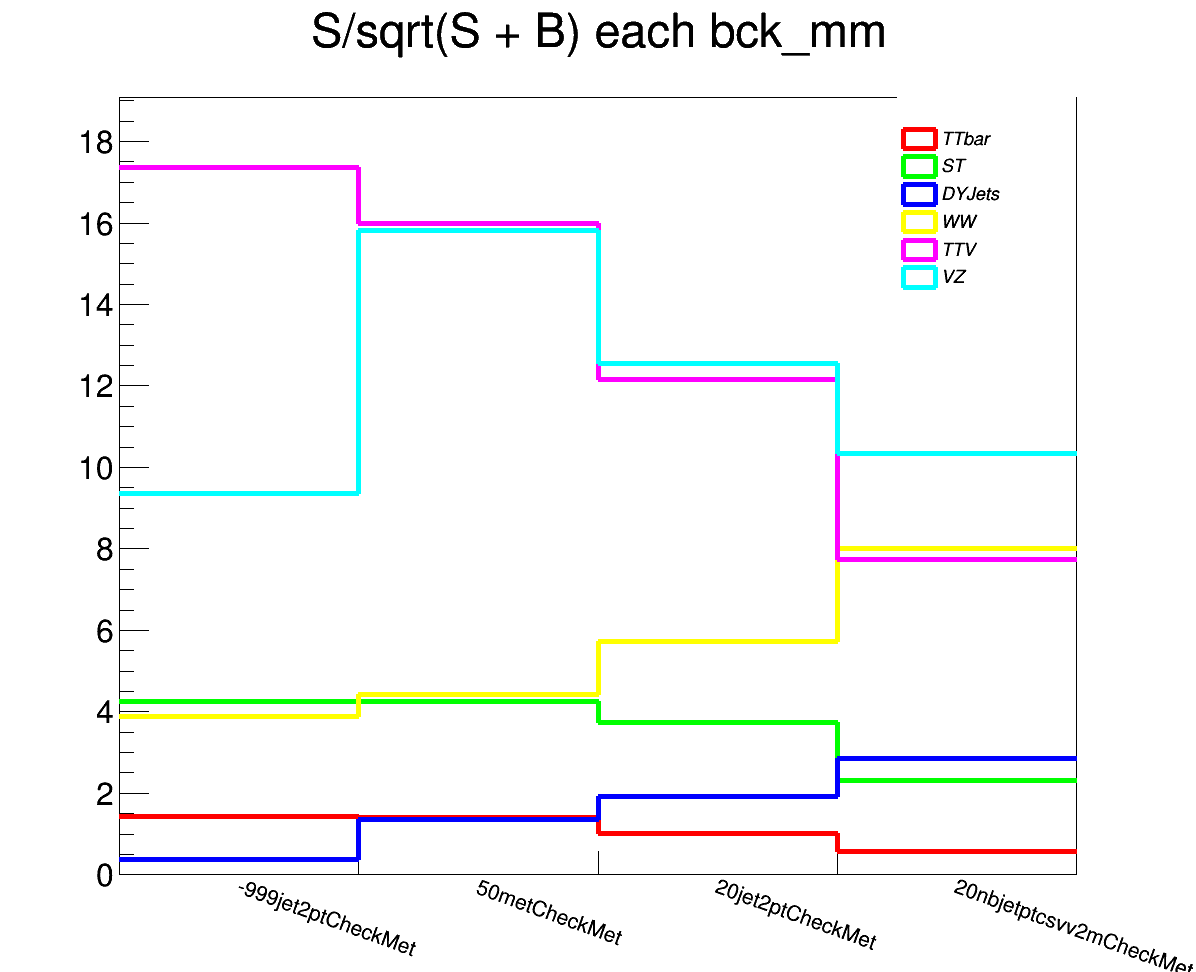 S/sqrt(S + B) each bck_mm
18
16
14
12
10
8
6
4
2
0
TTbar
ST
DYJets
WW
TTV
VZ
-999jet2ptCheckMet
50metCheckMet
20jet2ptCheckMet
20nbjetptcsvv2mCheckMet